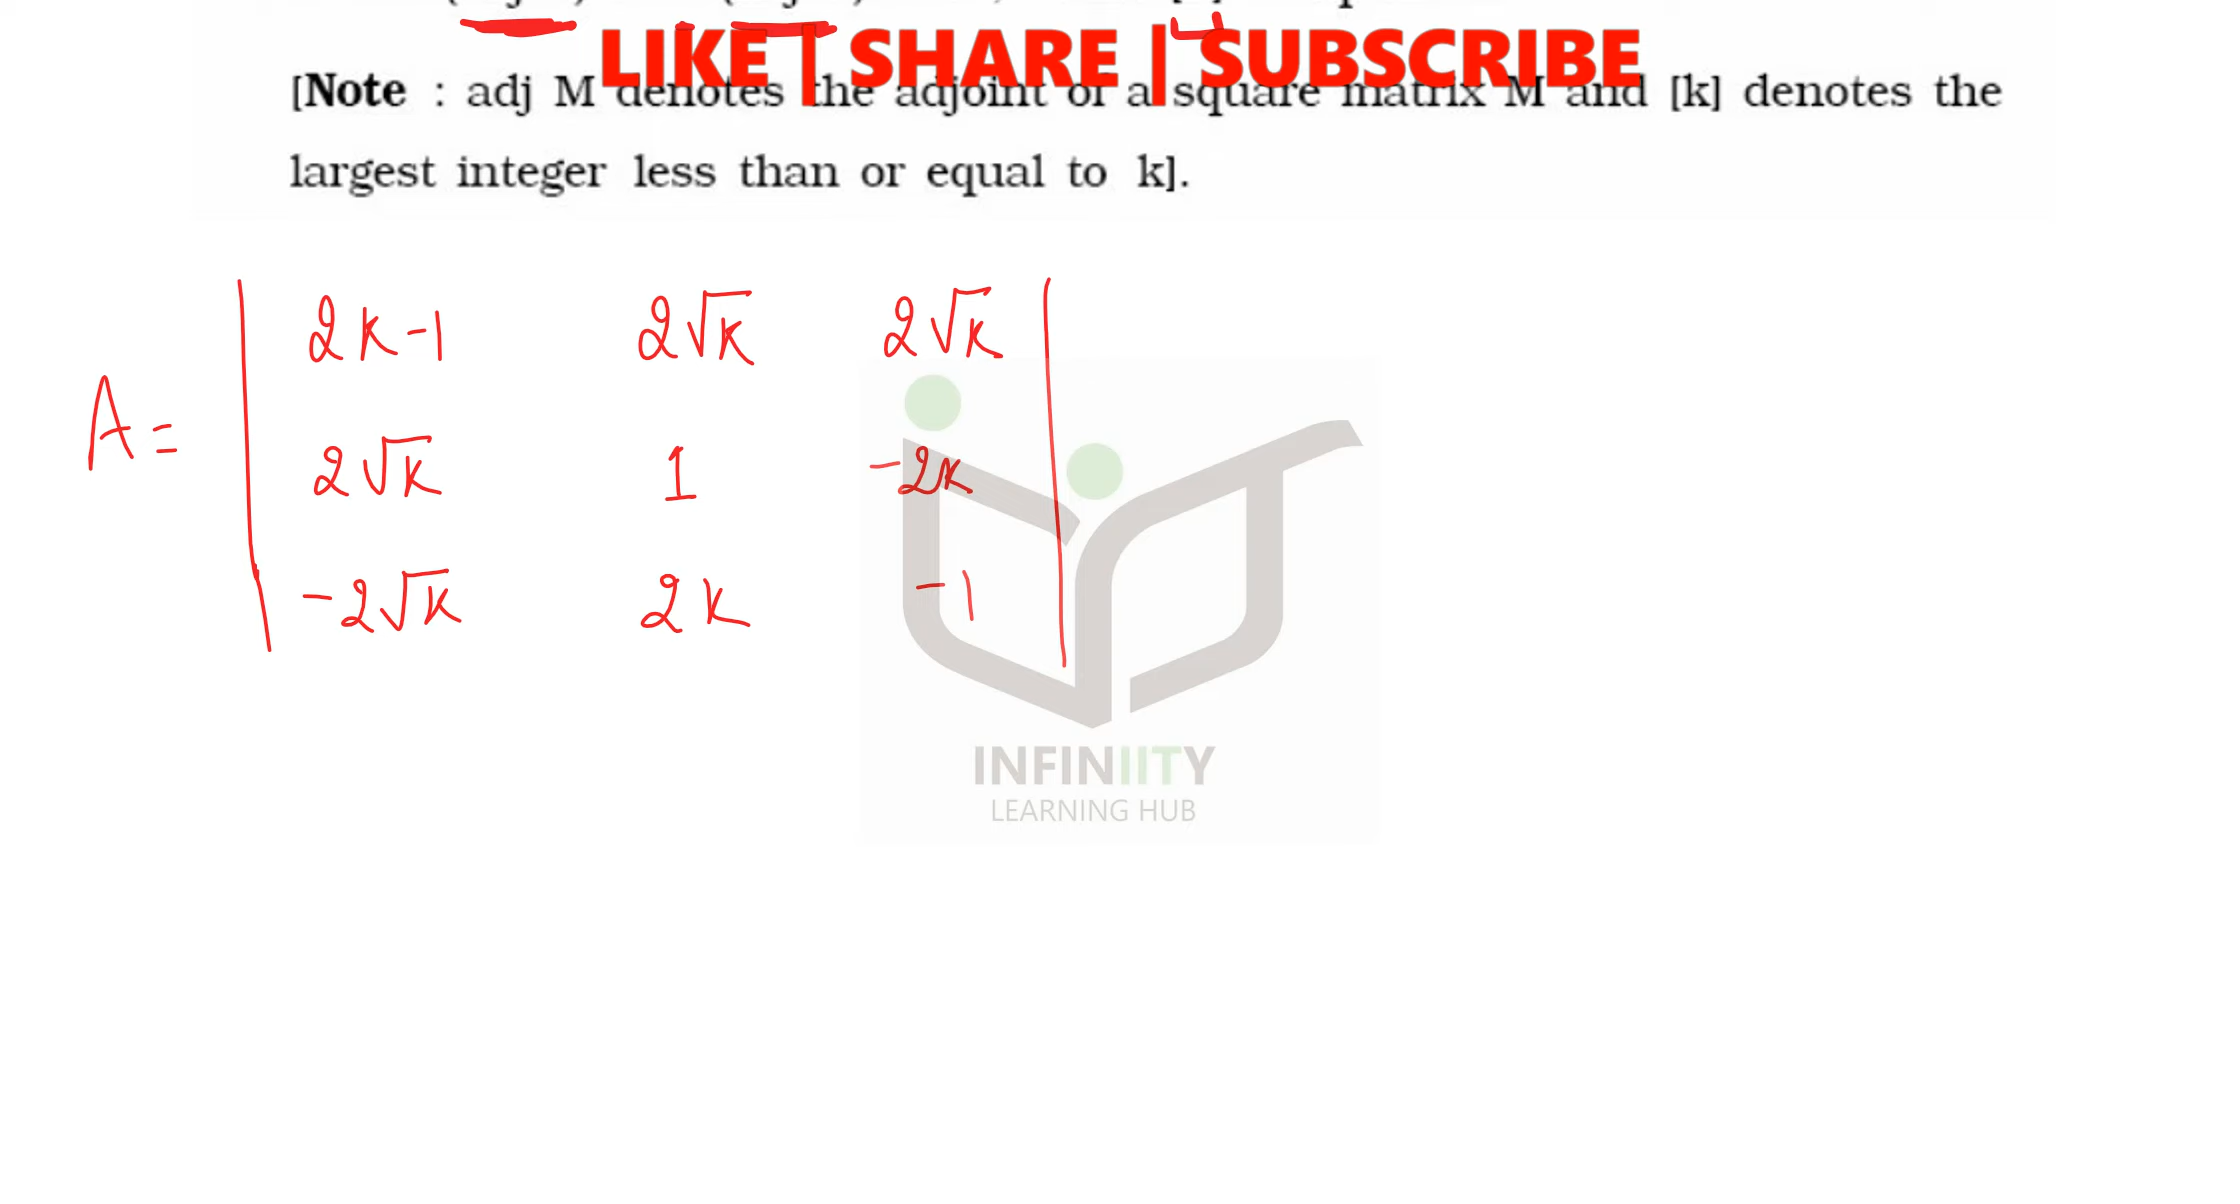 LIKE | SHARE | SUBSCRIBE
[Note : adj M denotes the adjoint of a square matrix M and [k] denotes the
largest integer less than or equal to k].
2k-1 2√k 2√k
A= 2√k 1 -2k
-2√k 2k -1
INFINIITY
LEARNING HUB